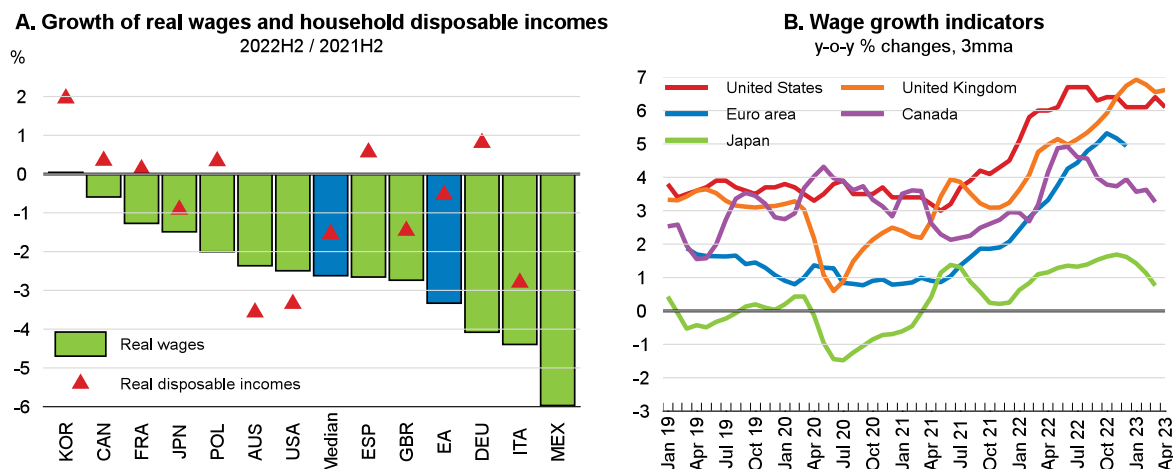 A. Growth of real wages and household disposable incomes
2022H2 / 2021H2
%
2
1
0
-1
-2
-3
-4
-5
-6
Real wages
Real disposable incomes
KOR
CAN
FRA
JPN
POL
AUS
USA
Median
ESP
GBR
EA
DEU
ITA
MEX
B. Wage growth indicators
y-o-y % changes, 3mma
7
6
5
4
3
2
1
0
-1
-2
-3
United States
United Kingdom
Euro area
Canada
Japan
Jan 19
Apr 19
Jul 19
Oct 19
Jan 20
Apr 20
Jul 20
Oct 20
Jan 21
Apr 21
Jul 21
Oct 21
Jan 22
Apr 22
Jul 22
Oct 22
Jan 23
Apr 23